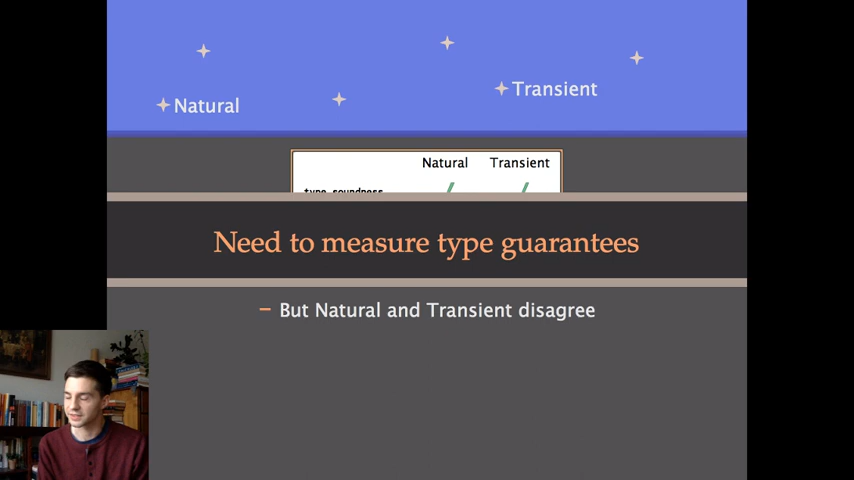 Transient
Natural
Natural Transient
type soundness
Need to measure type guarantees
– But Natural and Transient disagree